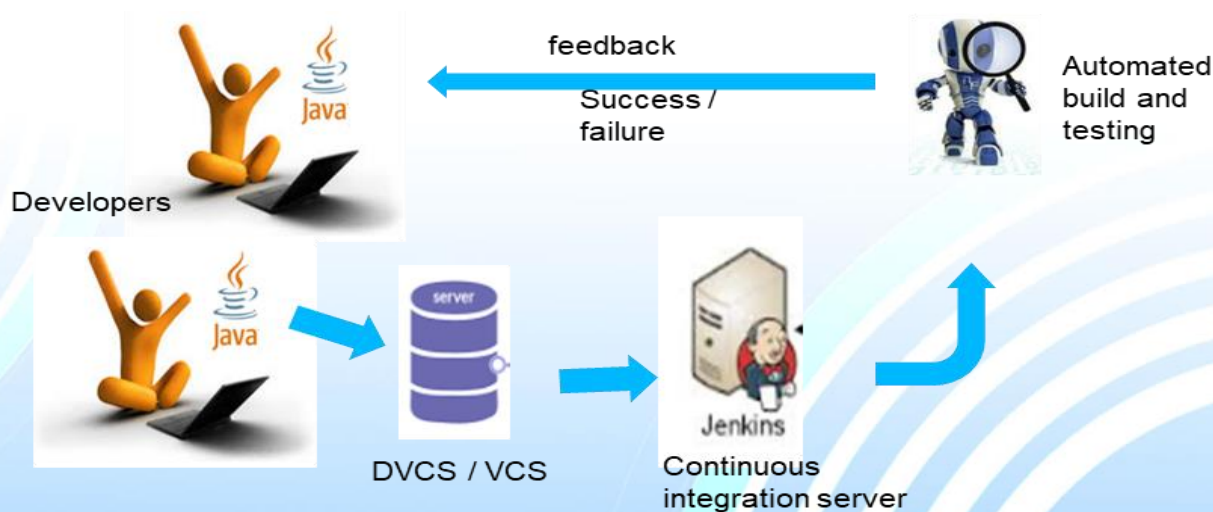 feedback
Success /
failure
Automated
build and
testing
Java
Developers
Java
server
DVCS / VCS
Jenkins
Continuous
integration server